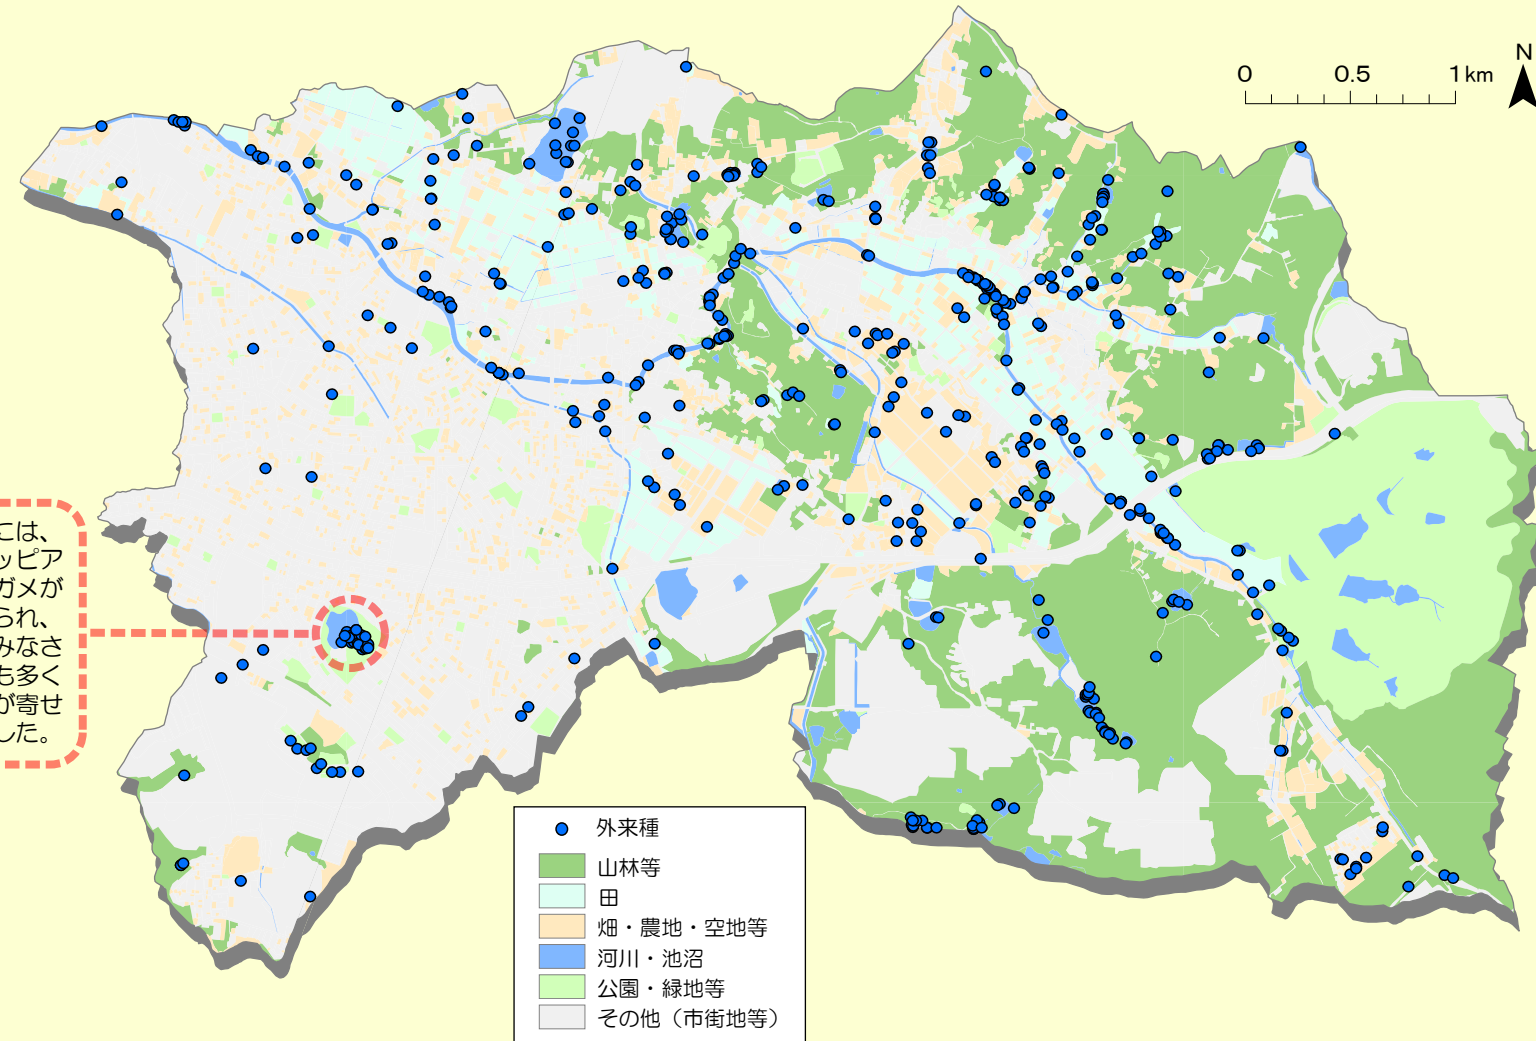 N
0 0.5 1km
には、
ッピア
ガメが
られ、
みなさ
も多く
が寄せ
した。
外来種
山林等
田
畑・農地・空地等
河川・池沼
公園・緑地等
その他（市街地等）